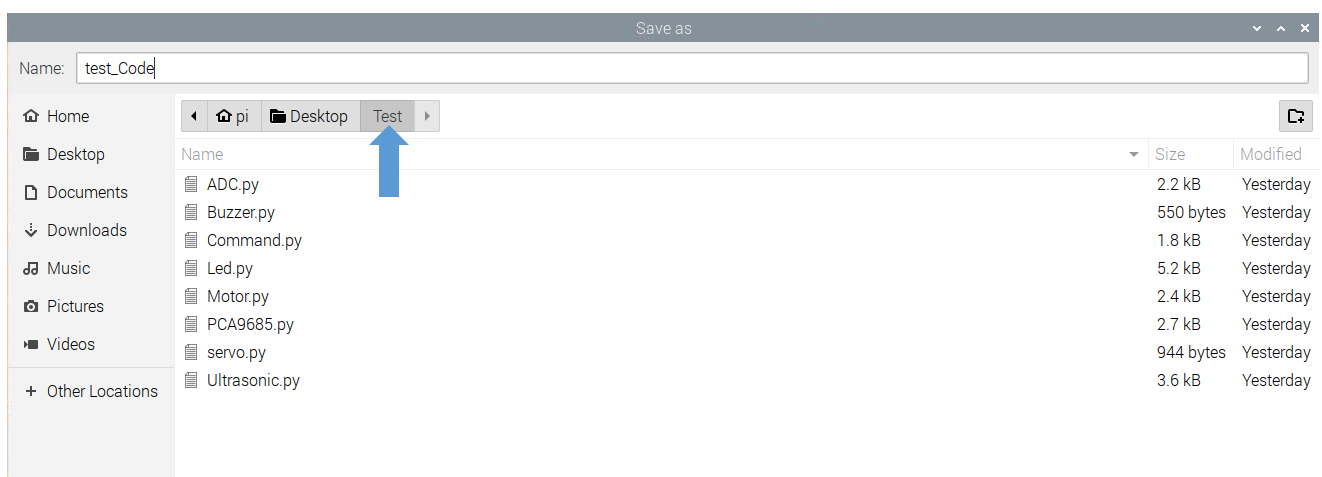 Save as
Name: test_Code
Home
Desktop
Documents
Downloads
Music
Pictures
Videos
+ Other Locations
pi Desktop Test
Name Size Modified
ADC.py 2.2 kB Yesterday
Buzzer.py 550 bytes Yesterday
Command.py 1.8 kB Yesterday
Led.py 5.2 kB Yesterday
Motor.py 2.4 kB Yesterday
PCA9685.py 2.7 kB Yesterday
servo.py 944 bytes Yesterday
Ultrasonic.py 3.6 kB Yesterday